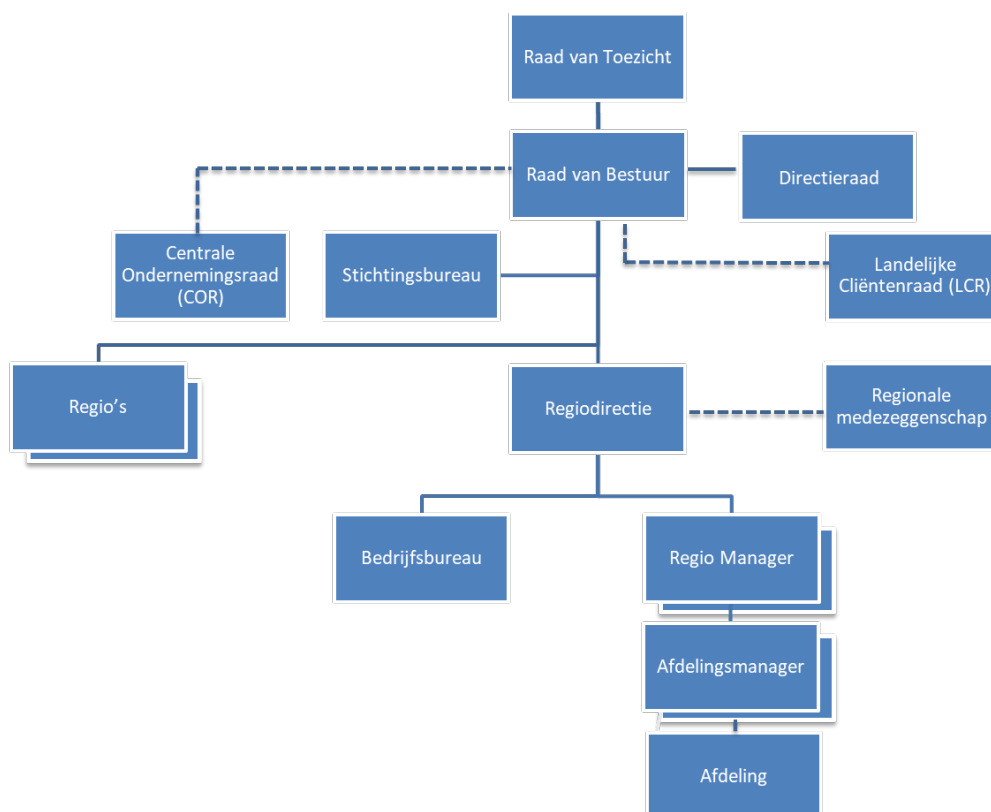 Raad van Toezicht
Raad van Bestuur
Directieraad
Centrale
Ondernemingsraad
(COR)
Stichtingsbureau
Landelijke
Cliëntenraad (LCR)
Regio’s
Regiodirectie
Regionale
medezeggenschap
Bedrijfsbureau
Regio Manager
Afdelingsmanager
Afdeling